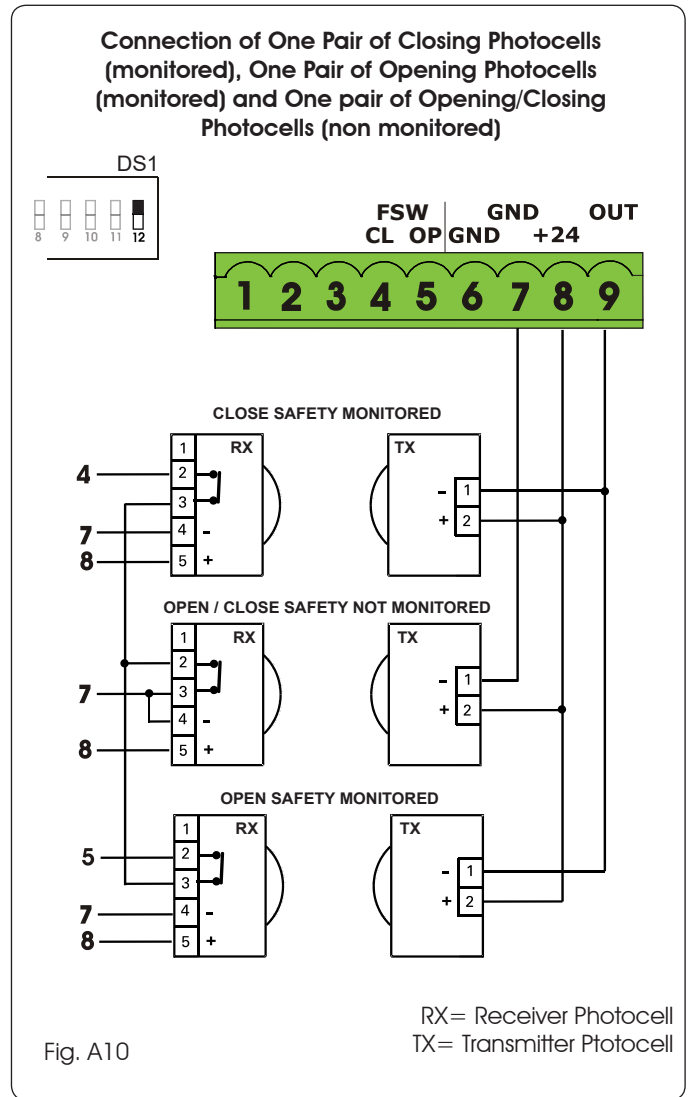 Connection of One Pair of Closing Photocells
(monitored), One Pair of Opening Photocells
(monitored) and One pair of Opening/Closing
Photocells (non monitored)
DS1
8 9 10 11 12
FSW GND OUT
CL OP GND +24
1 2 3 4 5 6 7 8 9
CLOSE SAFETY MONITORED
1 RX TX
4 2
3 - 1
7 4 - + 2
8 5 +
OPEN / CLOSE SAFETY NOT MONITORED
1 RX TX
2
7 3 - 1
4 - + 2
8 5 +
OPEN SAFETY MONITORED
1 RX TX
5 2
3 - 1
7 4 - + 2
8 5 +
RX= Receiver Photocell
Fig. A10 TX= Transmitter Ptotocell